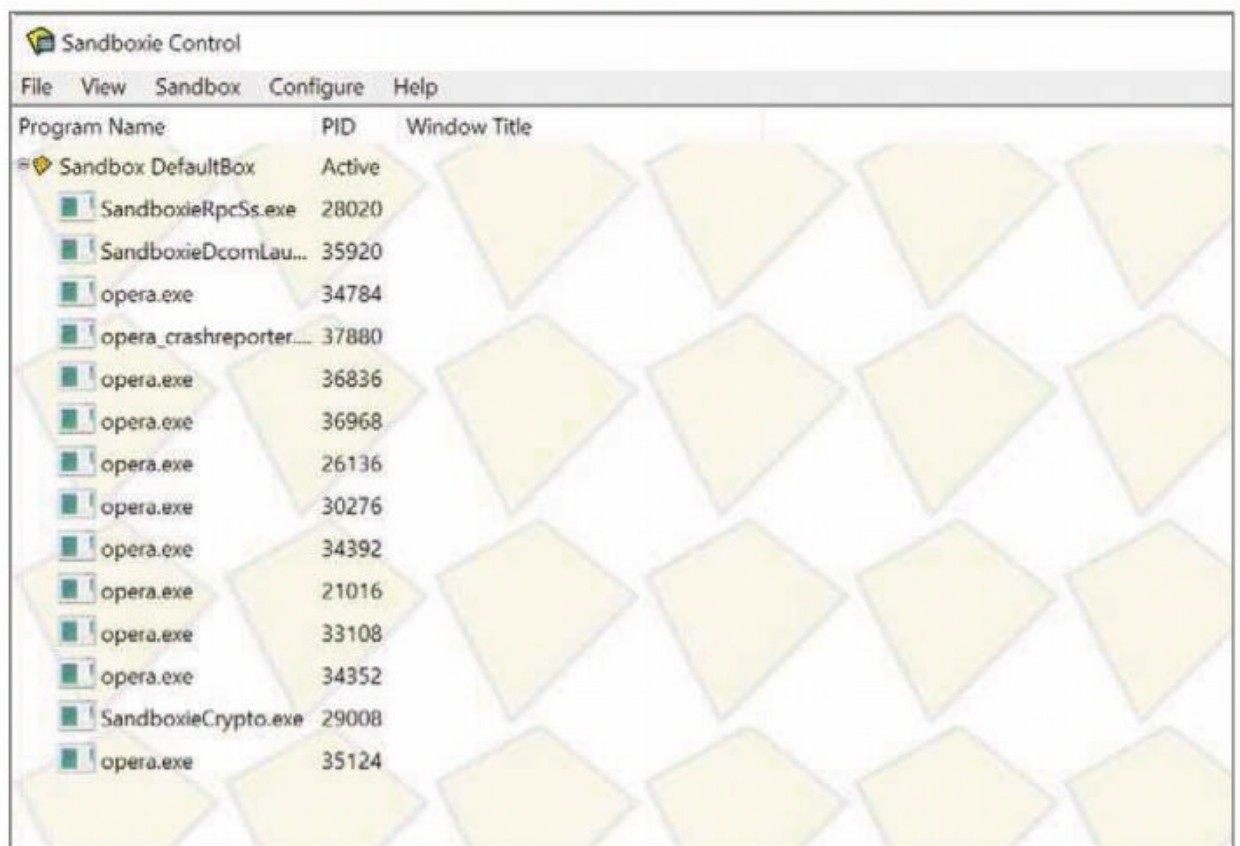 Sandboxie Control
File View Sandbox Configure Help
Program Name PID Window Title
Sandbox DefaultBox Active
SandboxieRpcSs.exe 28020
SandboxieDcomLau... 35920
opera.exe 34784
opera_crashreporter.... 37880
opera.exe 36836
opera.exe 36968
opera.exe 26136
opera.exe 30276
opera.exe 34392
opera.exe 21016
opera.exe 33108
opera.exe 34352
SandboxieCrypto.exe 29008
opera.exe 35124